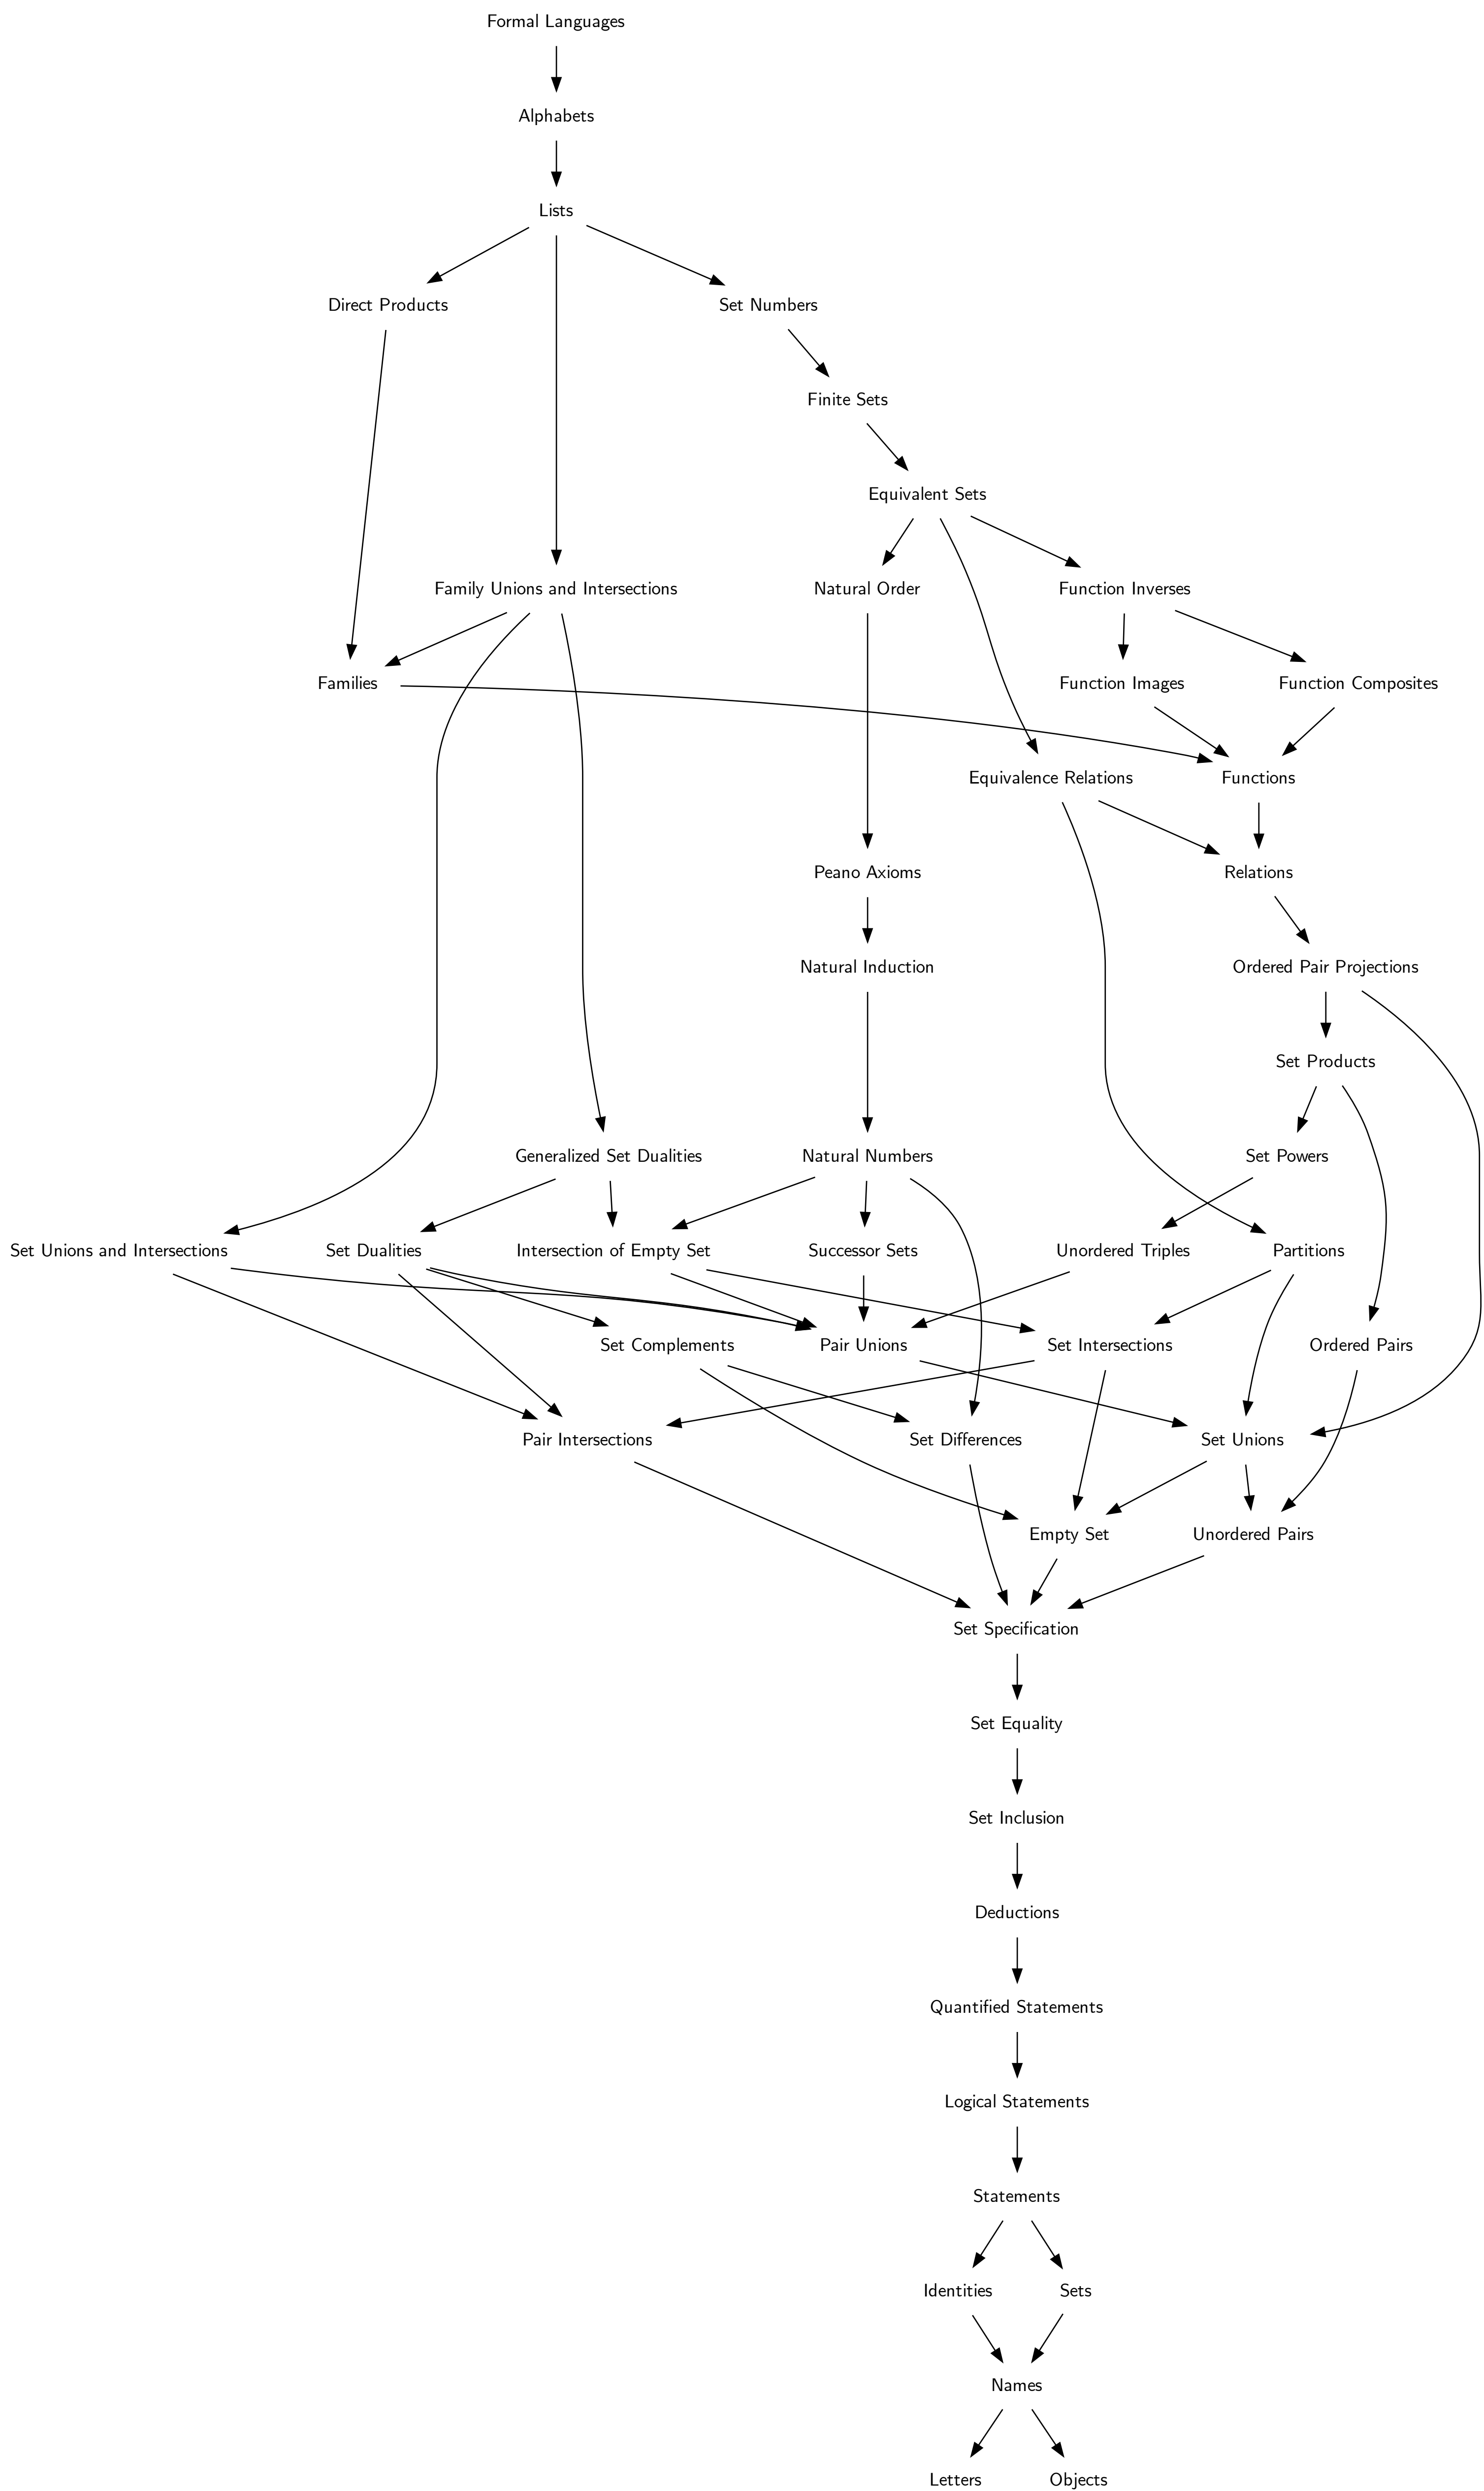 Formal Languages
Alphabets
Lists
Direct Products
Set Numbers
Finite Sets
Equivalent Sets
Family Unions and Intersections
Natural Order
Function Inverses
Families
Function Images
Function Composites
Equivalence Relations
Functions
Peano Axioms
Relations
Natural Induction
Ordered Pair Projections
Set Products
Generalized Set Dualities
Natural Numbers
Set Powers
Set Unions and Intersections
Set Dualities
Intersection of Empty Set
Successor Sets
Unordered Triples
Partitions
Set Complements
Pair Unions
Set Intersections
Ordered Pairs
Pair Intersections
Set Differences
Set Unions
Empty Set
Unordered Pairs
Set Specification
Set Equality
Set Inclusion
Deductions
Quantified Statements
Logical Statements
Statements
Identities
Sets
Names
Letters
Objects